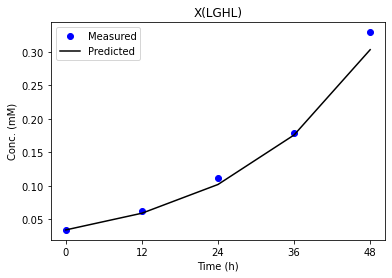 X(LGHL)
Measured
Predicted
Conc. (mM)
0.30
0.25
0.20
0.15
0.10
0.05
0 12 24 36 48
Time (h)